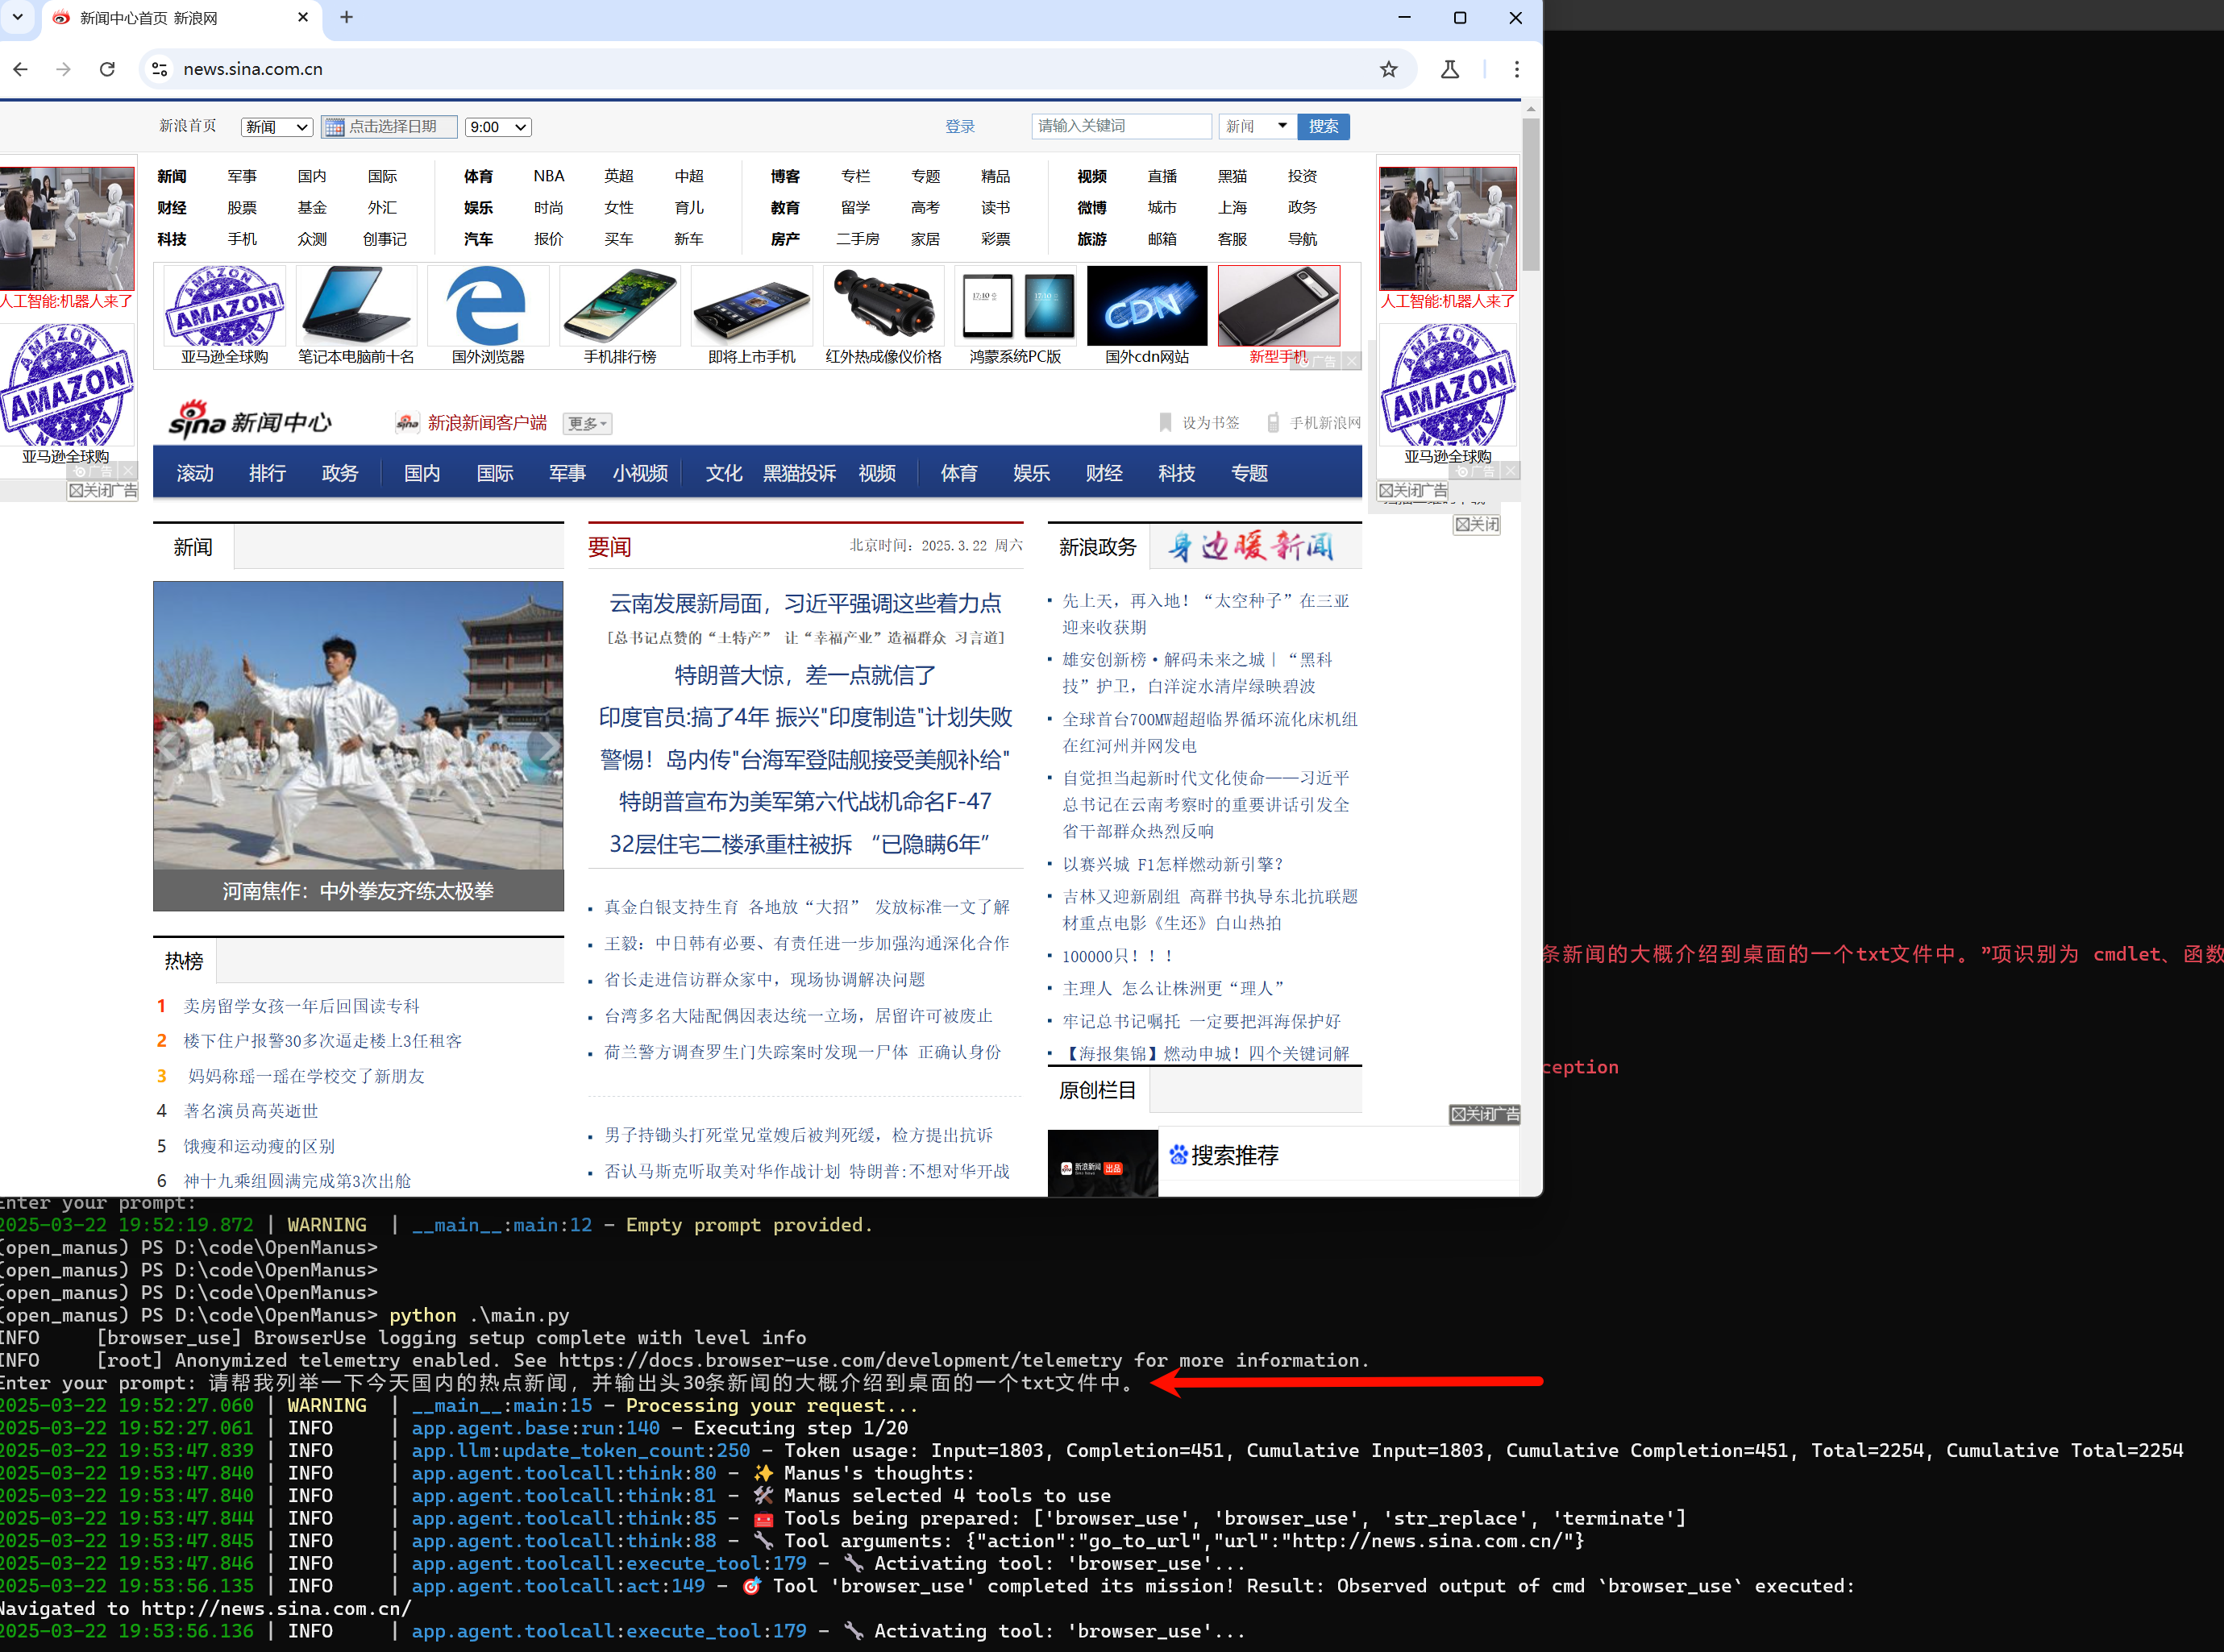 新闻中心首页 新浪网
news.sina.com.cn
新浪首页 新闻 点击选择日期 9:00 登录 请输入关键词 新闻 搜索
新闻 军事 国内 国际 体育 NBA 英超 中超 博客 专栏 专题 精品 视频 直播 黑猫 投资
财经 股票 基金 外汇 娱乐 时尚 女性 育儿 教育 留学 高考 读书 微博 城市 上海 政务
科技 手机 众测 创事记 汽车 报价 买车 新车 房产 二手房 家居 彩票 旅游 邮箱 客服 导航
人工智能:机器人来了
AMAZON
亚马逊全球购
广告
关闭广告
AMAZON
CDN
亚马逊全球购 笔记本电脑前十名 国外浏览器 手机排行榜 即将上市手机 红外热成像仪价格 鸿蒙系统PC版 国外cdn网站 新型手机
广告
人工智能:机器人来了
AMAZON
亚马逊全球购
广告
关闭广告
关闭
sina 新闻中心 sina 新浪新闻客户端 更多 设为书签 手机新浪网
滚动 排行 政务 国内 国际 军事 小视频 文化 黑猫投诉 视频 体育 娱乐 财经 科技 专题
新闻
河南焦作：中外拳友齐练太极拳
热榜
1 卖房留学女孩一年后回国读专科
2 楼下住户报警30多次逼走楼上3任租客
3 妈妈称瑶一瑶在学校交了新朋友
4 著名演员高英逝世
5 饿瘦和运动瘦的区别
6 神十九乘组圆满完成第3次出舱
要闻 北京时间：2025.3.22 周六
云南发展新局面，习近平强调这些着力点
[总书记点赞的“土特产” 让“幸福产业”造福群众 习言道]
特朗普大惊，差一点就信了
印度官员:搞了4年 振兴"印度制造"计划失败
警惕！岛内传"台海军登陆舰接受美舰补给"
特朗普宣布为美军第六代战机命名F-47
32层住宅二楼承重柱被拆 “已隐瞒6年”
真金白银支持生育 各地放“大招” 发放标准一文了解
王毅：中日韩有必要、有责任进一步加强沟通深化合作
省长走进信访群众家中，现场协调解决问题
台湾多名大陆配偶因表达统一立场，居留许可被废止
荷兰警方调查罗生门失踪案时发现一尸体 正确认身份
男子持锄头打死堂兄堂嫂后被判死缓，检方提出抗诉
否认马斯克听取美对华作战计划 特朗普:不想对华开战
新浪政务 身边暖新闻
先上天，再入地！“太空种子”在三亚
迎来收获期
雄安创新榜·解码未来之城｜“黑科
技”护卫，白洋淀水清岸绿映碧波
全球首台700MW超超临界循环流化床机组
在红河州并网发电
自觉担当起新时代文化使命——习近平
总书记在云南考察时的重要讲话引发全
省干部群众热烈反响
以赛兴城 F1怎样燃动新引擎？
吉林又迎新剧组 高群书执导东北抗联题
材重点电影《生还》白山热拍
100000只！！！
主理人 怎么让株洲更“理人”
牢记总书记嘱托 一定要把洱海保护好
【海报集锦】燃动申城！四个关键词解
原创栏目
新浪新闻 出品
关闭广告
搜索推荐
条新闻的大概介绍到桌面的一个txt文件中。”项识别为 cmdlet、函数
ception
Enter your prompt:
2025-03-22 19:52:19.872 | WARNING  | __main__:main:12 - Empty prompt provided.
(open_manus) PS D:\code\OpenManus>
(open_manus) PS D:\code\OpenManus>
(open_manus) PS D:\code\OpenManus>
(open_manus) PS D:\code\OpenManus> python .\main.py
INFO     [browser_use] BrowserUse logging setup complete with level info
INFO     [root] Anonymized telemetry enabled. See https://docs.browser-use.com/development/telemetry for more information.
Enter your prompt: 请帮我列举一下今天国内的热点新闻，并输出头30条新闻的大概介绍到桌面的一个txt文件中。
2025-03-22 19:52:27.060 | WARNING  | __main__:main:15 - Processing your request...
2025-03-22 19:52:27.061 | INFO     | app.agent.base:run:140 - Executing step 1/20
2025-03-22 19:53:47.839 | INFO     | app.llm:update_token_count:250 - Token usage: Input=1803, Completion=451, Cumulative Input=1803, Cumulative Completion=451, Total=2254, Cumulative Total=2254
2025-03-22 19:53:47.840 | INFO     | app.agent.toolcall:think:80 - ✨ Manus's thoughts:
2025-03-22 19:53:47.840 | INFO     | app.agent.toolcall:think:81 - 🛠️ Manus selected 4 tools to use
2025-03-22 19:53:47.844 | INFO     | app.agent.toolcall:think:85 - 🧰 Tools being prepared: ['browser_use', 'browser_use', 'str_replace', 'terminate']
2025-03-22 19:53:47.845 | INFO     | app.agent.toolcall:think:88 - 🔧 Tool arguments: {"action":"go_to_url","url":"http://news.sina.com.cn/"}
2025-03-22 19:53:47.846 | INFO     | app.agent.toolcall:execute_tool:179 - 🔧 Activating tool: 'browser_use'...
2025-03-22 19:53:56.135 | INFO     | app.agent.toolcall:act:149 - 🎯 Tool 'browser_use' completed its mission! Result: Observed output of cmd `browser_use` executed:
Navigated to http://news.sina.com.cn/
2025-03-22 19:53:56.136 | INFO     | app.agent.toolcall:execute_tool:179 - 🔧 Activating tool: 'browser_use'...